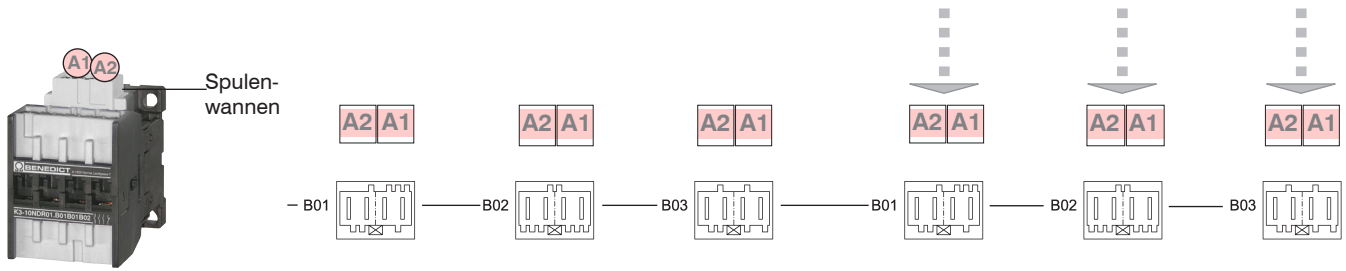 A1 A2
Spulen-
wannen
BENEDICT
K3-10NDR01.B01B01B02
A2 A1 A2 A1 A2 A1 A2 A1 A2 A1 A2 A1
– B01 B02 B03 B01 B02 B03